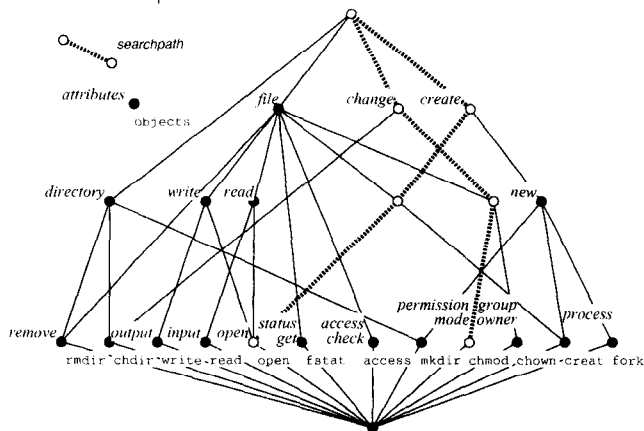 searchpath
attributes
objects
file change create
directory write read new
permission group
status access mode owner process
remove output input open get check
rmdir chdir write read open fstat access mkdir chmod chown creat fork